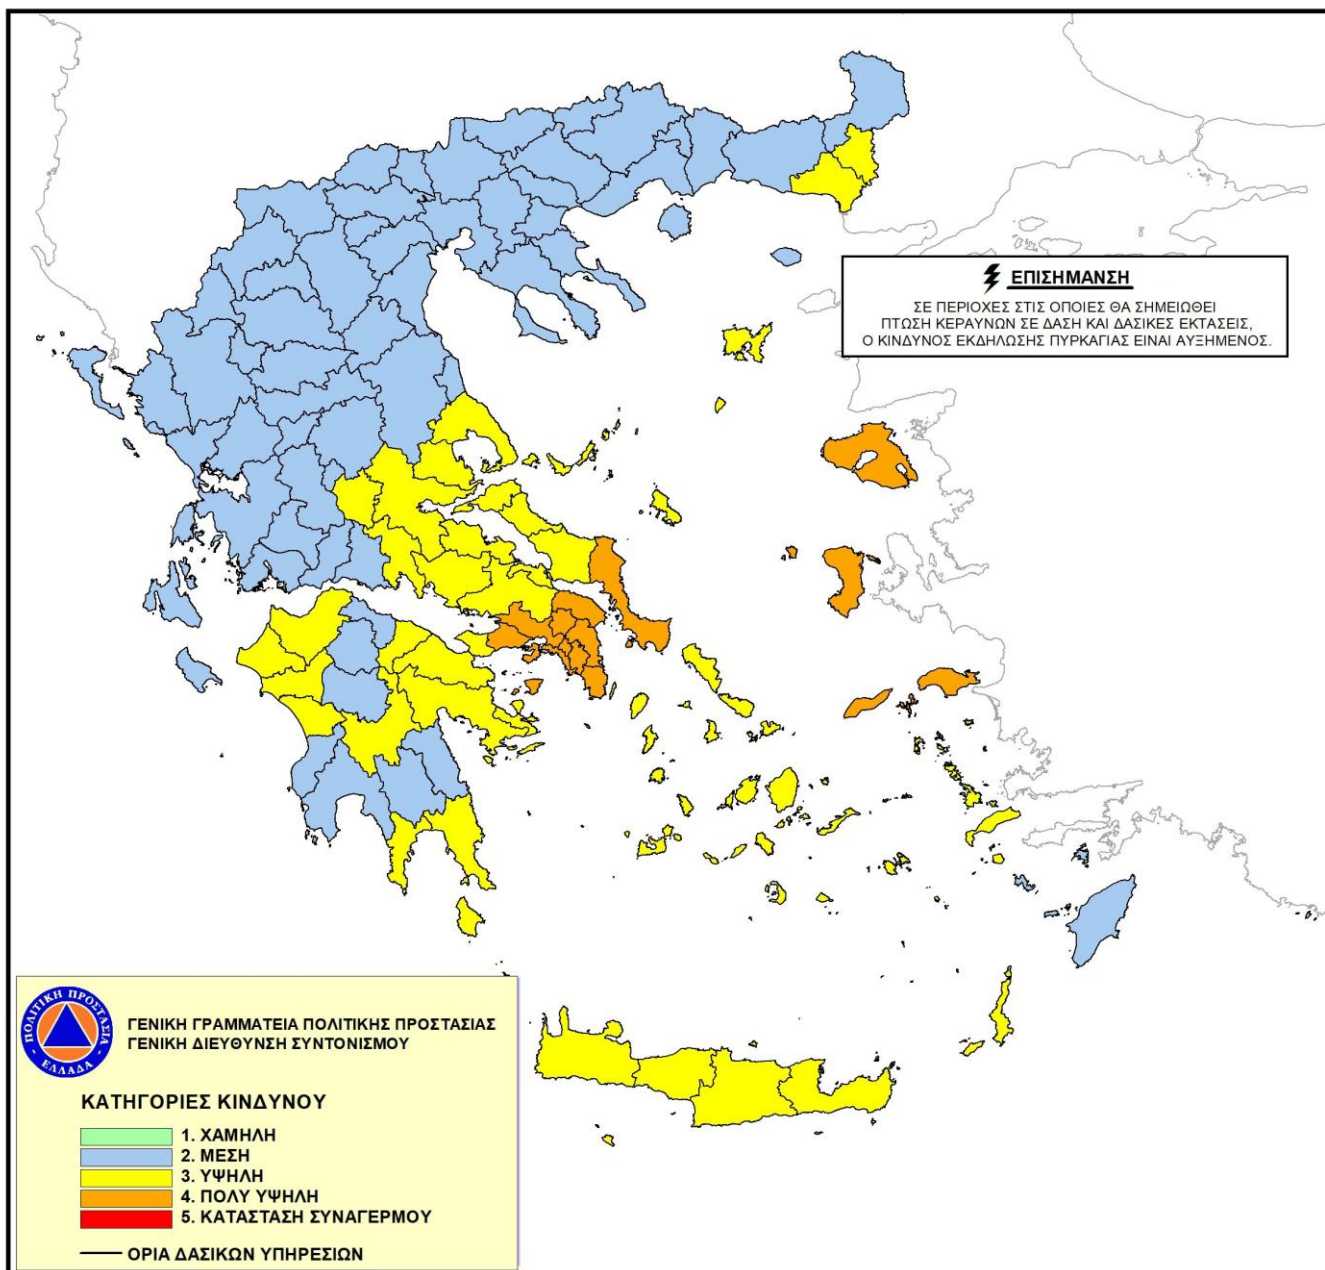 ΕΠΙΣΗΜΑΝΣΗ
ΣΕ ΠΕΡΙΟΧΕΣ ΣΤΙΣ ΟΠΟΙΕΣ ΘΑ ΣΗΜΕΙΩΘΕΙ
ΠΤΩΣΗ ΚΕΡΑΥΝΩΝ ΣΕ ΔΑΣΗ ΚΑΙ ΔΑΣΙΚΕΣ ΕΚΤΑΣΕΙΣ,
Ο ΚΙΝΔΥΝΟΣ ΕΚΔΗΛΩΣΗΣ ΠΥΡΚΑΓΙΑΣ ΕΙΝΑΙ ΑΥΞΗΜΕΝΟΣ.
ΠΟΛΙΤΙΚΗ ΠΡΟΣΤΑΣΙΑ
- ΕΛΛΑΔΑ -
ΓΕΝΙΚΗ ΓΡΑΜΜΑΤΕΙΑ ΠΟΛΙΤΙΚΗΣ ΠΡΟΣΤΑΣΙΑΣ
ΓΕΝΙΚΗ ΔΙΕΥΘΥΝΣΗ ΣΥΝΤΟΝΙΣΜΟΥ
ΚΑΤΗΓΟΡΙΕΣ ΚΙΝΔΥΝΟΥ
1. ΧΑΜΗΛΗ
2. ΜΕΣΗ
3. ΥΨΗΛΗ
4. ΠΟΛΥ ΥΨΗΛΗ
5. ΚΑΤΑΣΤΑΣΗ ΣΥΝΑΓΕΡΜΟΥ
ΟΡΙΑ ΔΑΣΙΚΩΝ ΥΠΗΡΕΣΙΩΝ